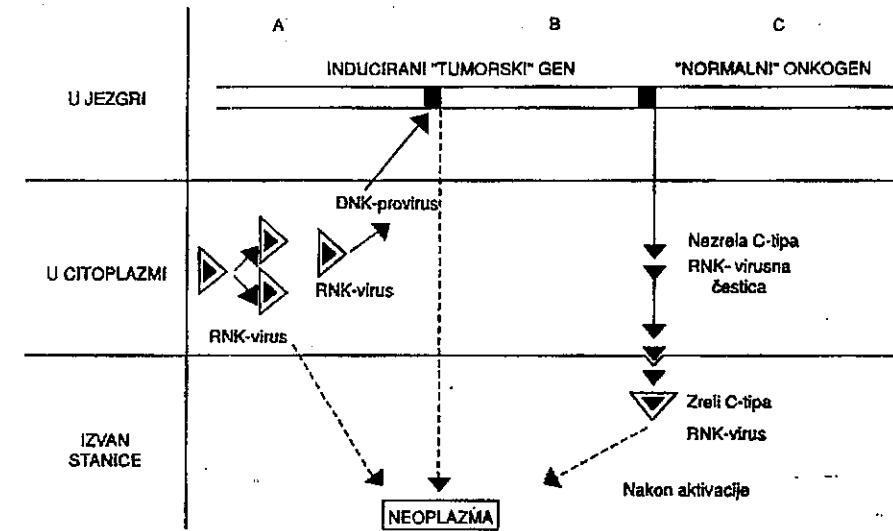 A
B
C
INDUCIRANI "TUMORSKI" GEN
"NORMALNI" ONKOGEN
U JEZGRI
DNK-provirus
Nezrela C-tipa
RNK- virusna
čestica
U CITOPLAZMI
RNK-virus
RNK-virus
Zreli C-tipa
RNK-virus
IZVAN
STANICE
Nakon aktivacije
NEOPLAZMA